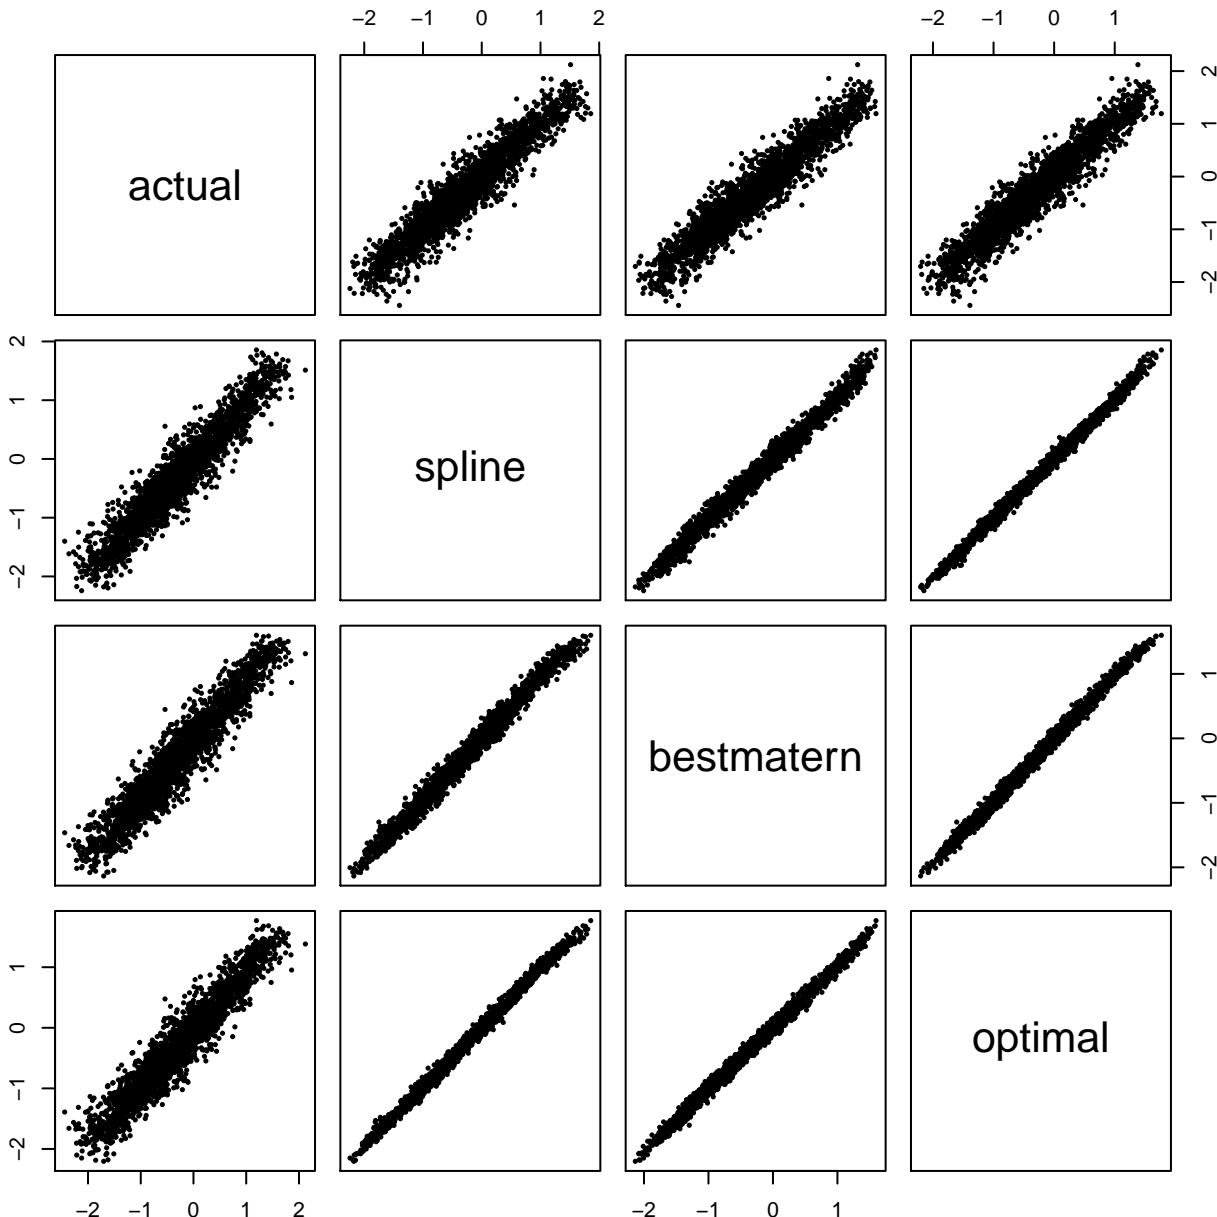 −2 −1 0 1 2 −2 −1 0 1
actual 2 1 0 −1 −2
2 1 0 −1 −2 spline
bestmatern 1 0 −1 −2
1 0 −1 −2 optimal
−2 −1 0 1 2 −2 −1 0 1